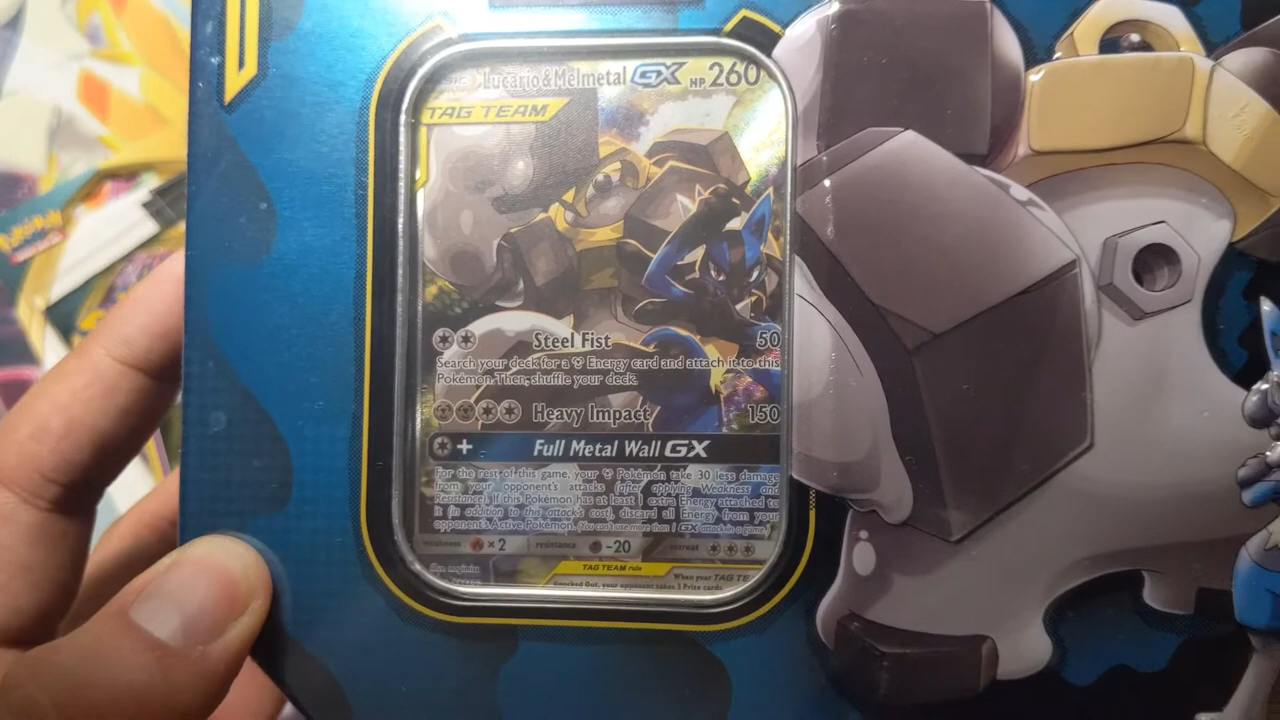 Lucario&Melmetal GX HP 260
TAG TEAM
POKéMON
Steel Fist 50
Search your deck for a Energy card and attach it to this
Pokémon. Then, shuffle your deck.
Heavy Impact 150
+ Full Metal Wall GX
For the rest of this game, your Pokémon take 30 less damage
from your opponent's attacks (after applying Weakness and
Resistance). If this Pokémon has at least 1 extra Energy attached to
it (in addition to this attack's cost), discard all Energy from your
opponent's Active Pokémon. (You can't use more than 1 GX attack in a game.)
weakness ×2 resistance -20 retreat
TAG TEAM rule
When your TAG TE
Knocked Out, your opponent takes 3 Prize cards.